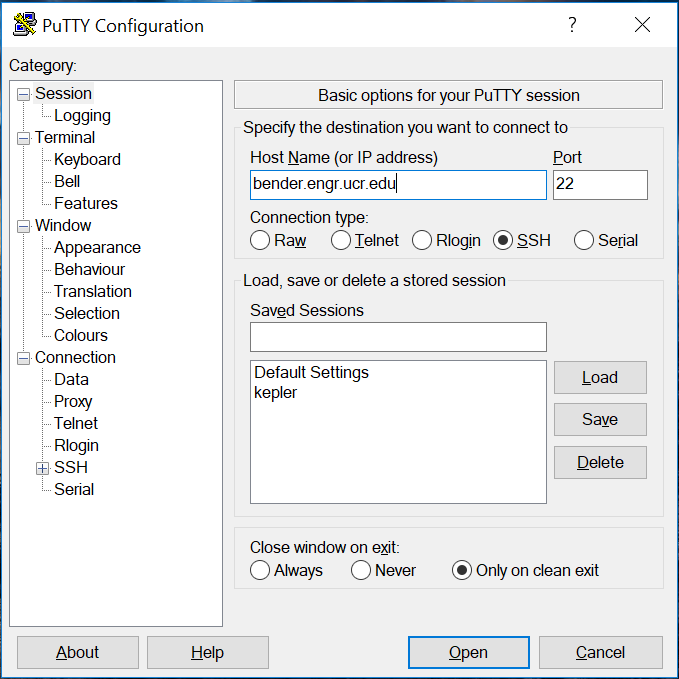 PuTTY Configuration
Category:
Session
Logging
Terminal
Keyboard
Bell
Features
Window
Appearance
Behaviour
Translation
Selection
Colours
Connection
Data
Proxy
Telnet
Rlogin
SSH
Serial
Basic options for your PuTTY session
Specify the destination you want to connect to
Host Name (or IP address) Port
bender.engr.ucr.edu 22
Connection type:
Raw Telnet Rlogin SSH Serial
Load, save or delete a stored session
Saved Sessions
Default Settings
kepler
Load
Save
Delete
Close window on exit:
Always Never Only on clean exit
About Help Open Cancel